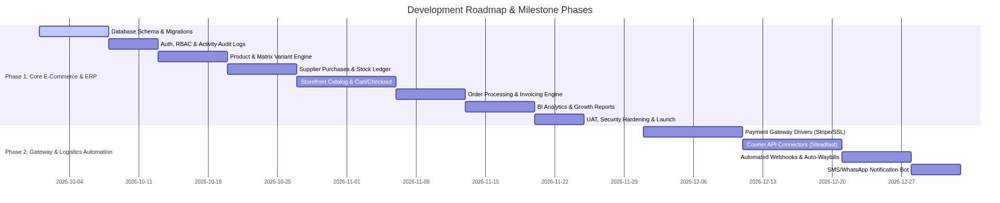 Development Roadmap & Milestone Phases
Database Schema & Migrations
Auth, RBAC & Activity Audit Logs
Product & Matrix Variant Engine
Supplier Purchases & Stock Ledger
Phase 1: Core E-Commerce & ERP
Storefront Catalog & Cart/Checkout
Order Processing & Invoicing Engine
BI Analytics & Growth Reports
UAT, Security Hardening & Launch
Payment Gateway Drivers (Stripe/SSL)
Courier API Connectors (Steadfast)
Phase 2: Gateway & Logistics Automation
Automated Webhooks & Auto-Waybills
SMS/WhatsApp Notification Bot
2026-10-04 2026-10-11 2026-10-18 2026-10-25 2026-11-01 2026-11-08 2026-11-15 2026-11-22 2026-11-29 2026-12-06 2026-12-13 2026-12-20 2026-12-27